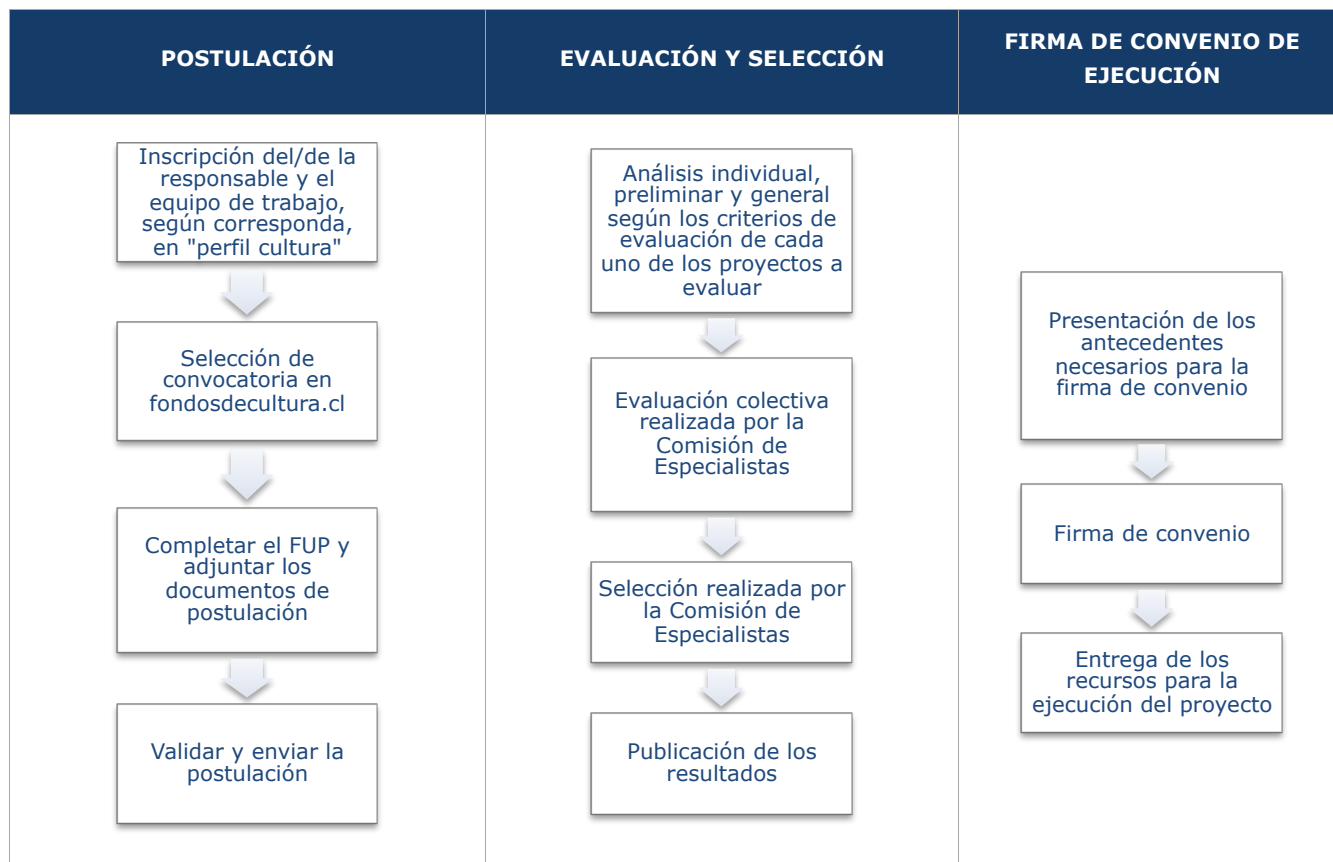 POSTULACIÓN
EVALUACIÓN Y SELECCIÓN
FIRMA DE CONVENIO DE
EJECUCIÓN
Inscripción del/de la
responsable y el
equipo de trabajo,
según corresponda,
en "perfil cultura"
Selección de
convocatoria en
fondosdecultura.cl
Completar el FUP y
adjuntar los
documentos de
postulación
Validar y enviar la
postulación
Análisis individual,
preliminar y general
según los criterios de
evaluación de cada
uno de los proyectos a
evaluar
Evaluación colectiva
realizada por la
Comisión de
Especialistas
Selección realizada por
la Comisión de
Especialistas
Publicación de los
resultados
Presentación de los
antecedentes
necesarios para la
firma de convenio
Firma de convenio
Entrega de los
recursos para la
ejecución del proyecto